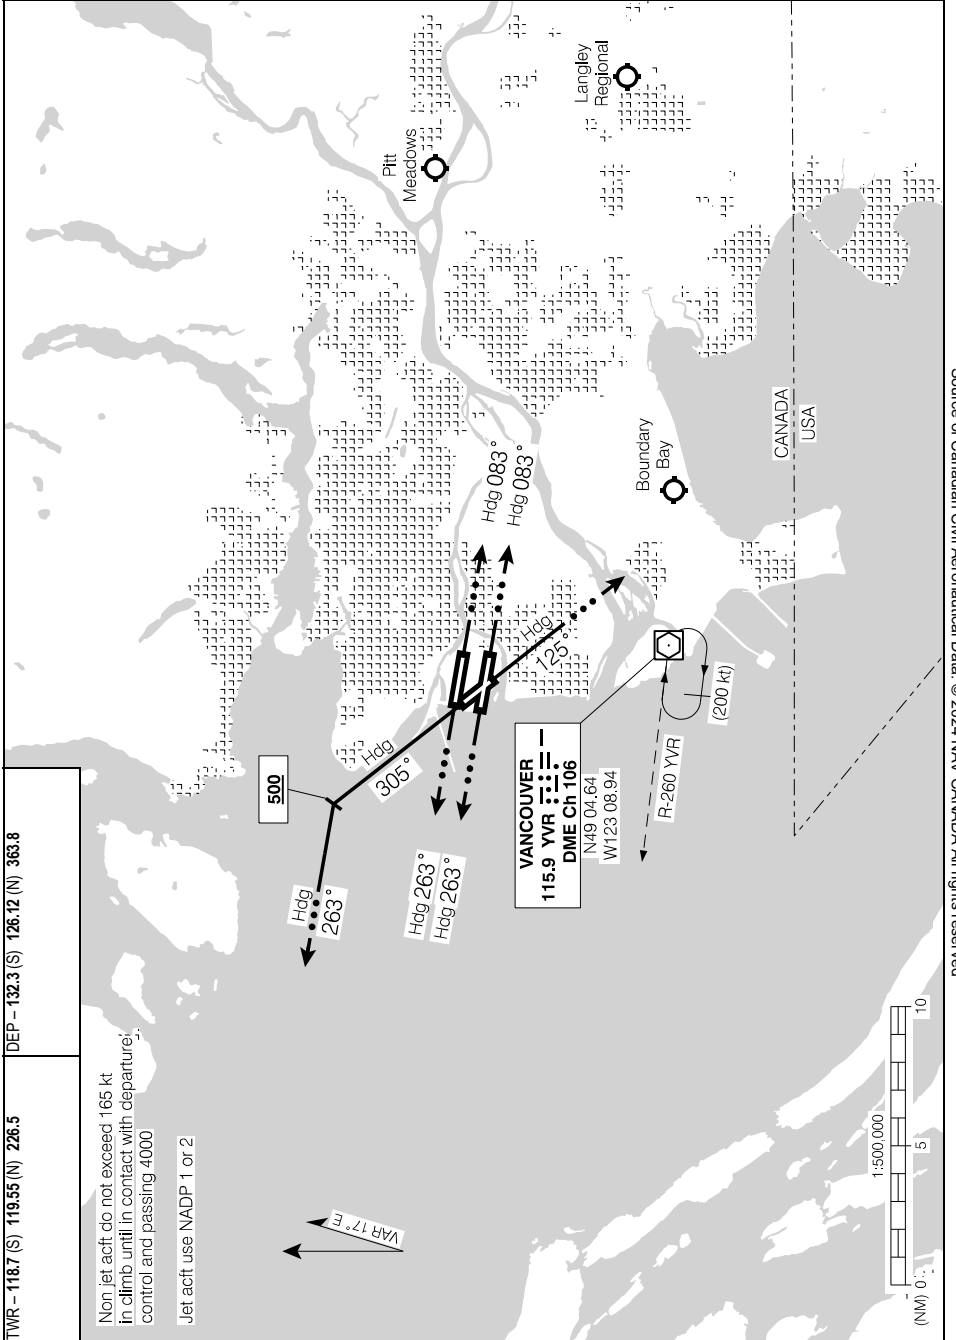 TWR – 118.7 (S) 119.55 (N) 226.5
DEP – 132.3 (S) 126.12 (N) 363.8
Non jet acft do not exceed 165 kt
in climb until in contact with departure
control and passing 4000
Jet acft use NADP 1 or 2
VAR 17° E
500
Hdg
263°
Hdg
305°
Hdg 263°
Hdg 263°
Hdg 083°
Hdg 083°
Hdg
125°
Pitt
Meadows
Langley
Regional
Boundary
Bay
CANADA
USA
VANCOUVER
115.9 YVR
DME Ch 106
N49 04.64
W123 08.94
R-260 YVR
(200 kt)
1:500,000
(NM) 0
5
10
Source of Canadian Civil Aeronautical Data: © 2024 NAV CANADA All rights reserved